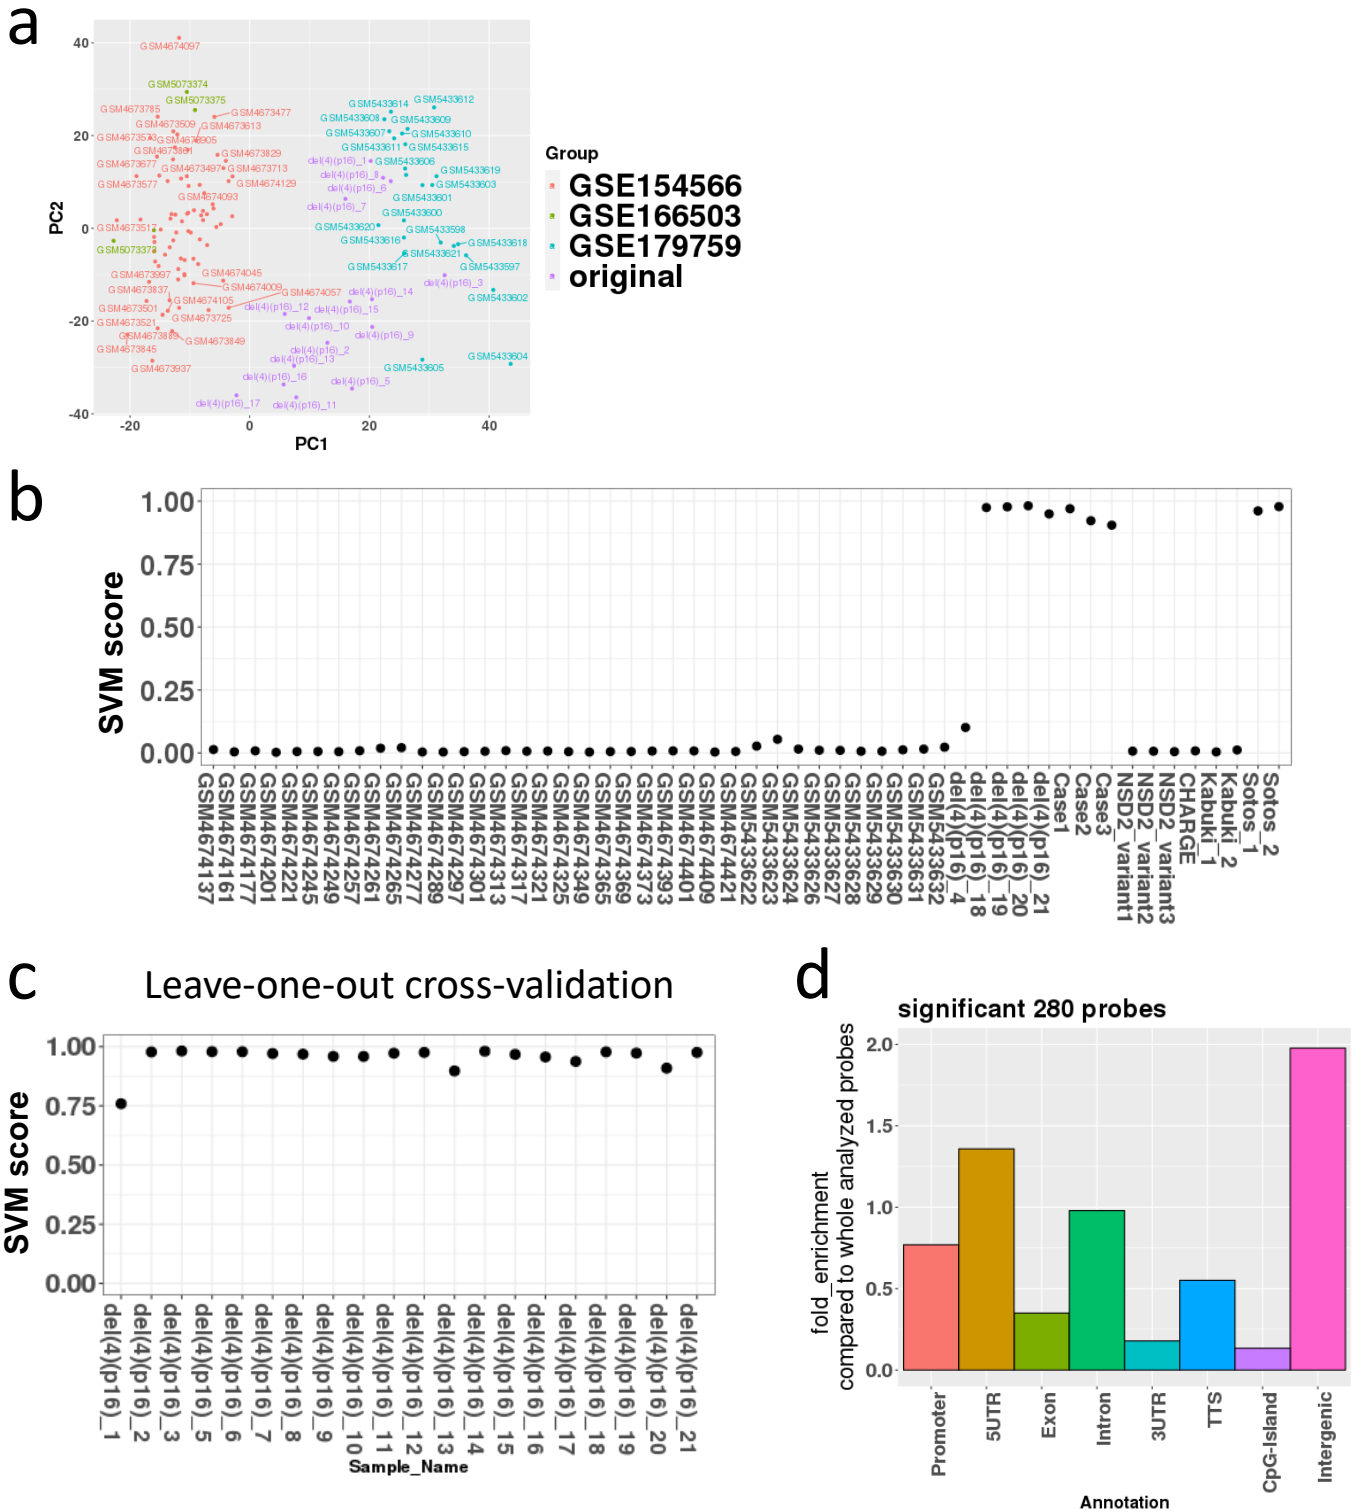 a
40
20
0
-20
-40
PC2
GSM4674097
GSM5073374
GSM5073375
GSM4673785
GSM4673477
GSM4673509
GSM4673613
GSM4673573
GSM4673829
GSM4673677
GSM4673497
GSM4673713
GSM4673577
GSM4674129
GSM4674093
GSM4673517
GSM5073373
GSM4673997
GSM4674045
GSM4673837
GSM4674009
GSM4674105
GSM4674057
GSM4673501
GSM4673725
GSM4673521
GSM4673849
GSM4673845
GSM4673937
GSM5433612
GSM5433614
GSM5433608
GSM5433609
GSM5433607
GSM5433610
GSM5433611
GSM5433615
del(4)(p16)_1
GSM5433606
del(4)(p16)_8
GSM5433619
del(4)(p16)_6
GSM5433603
GSM5433601
del(4)(p16)_7
GSM5433600
GSM5433620
GSM5433598
GSM5433616
GSM5433618
GSM5433621
GSM5433617
GSM5433597
del(4)(p16)_3
del(4)(p16)_14
GSM5433602
del(4)(p16)_12
del(4)(p16)_15
del(4)(p16)_10
del(4)(p16)_9
del(4)(p16)_2
del(4)(p16)_13
GSM5433604
GSM5433605
del(4)(p16)_16
del(4)(p16)_5
del(4)(p16)_17
del(4)(p16)_11
-20
0
20
40
PC1
Group
GSE154566
GSE166503
GSE179759
original
b
SVM score
1.00
0.75
0.50
0.25
0.00
GSM4674137
GSM4674161
GSM4674177
GSM4674201
GSM4674221
GSM4674245
GSM4674249
GSM4674257
GSM4674261
GSM4674265
GSM4674277
GSM4674289
GSM4674297
GSM4674301
GSM4674313
GSM4674317
GSM4674321
GSM4674325
GSM4674349
GSM4674365
GSM4674369
GSM4674373
GSM4674393
GSM4674401
GSM4674409
GSM4674421
GSM5433622
GSM5433623
GSM5433624
GSM5433626
GSM5433627
GSM5433628
GSM5433629
GSM5433630
GSM5433631
GSM5433632
del(4)(p16)_4
del(4)(p16)_18
del(4)(p16)_19
del(4)(p16)_20
del(4)(p16)_21
Case1
Case2
Case3
NSD2_variant1
NSD2_variant2
NSD2_variant3
CHARGE
Kabuki_1
Kabuki_2
Sotos_1
Sotos_2
c
Leave-one-out cross-validation
SVM score
1.00
0.75
0.50
0.25
0.00
del(4)(p16)_1
del(4)(p16)_2
del(4)(p16)_3
del(4)(p16)_5
del(4)(p16)_6
del(4)(p16)_7
del(4)(p16)_8
del(4)(p16)_9
del(4)(p16)_10
del(4)(p16)_11
del(4)(p16)_12
del(4)(p16)_13
del(4)(p16)_14
del(4)(p16)_15
del(4)(p16)_16
del(4)(p16)_17
del(4)(p16)_18
del(4)(p16)_19
del(4)(p16)_20
del(4)(p16)_21
Sample_Name
d
significant 280 probes
fold_enrichment
compared to whole analyzed probes
2.0
1.5
1.0
0.5
0.0
Promoter
5UTR
Exon
Intron
3UTR
TTS
CpG-Island
Intergenic
Annotation